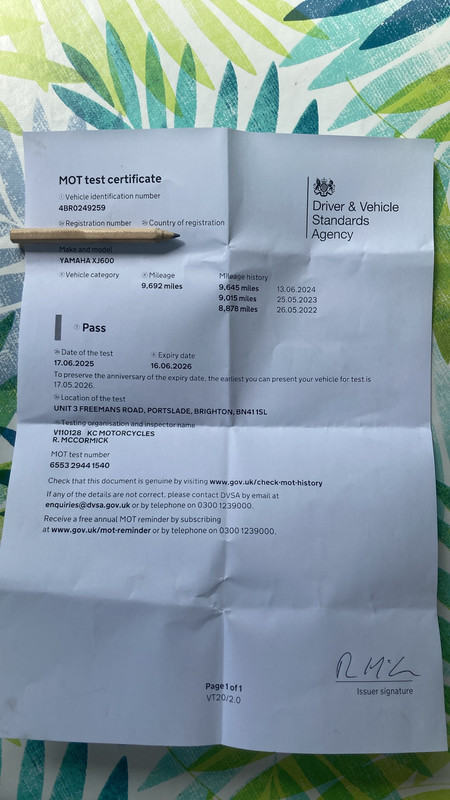 MOT test certificate
Vehicle identification number
4BR0249259
Driver & Vehicle
Standards
Agency
Registration number Country of registration
Make and model
YAMAHA XJ600
Vehicle category Mileage Mileage history
9,692 miles 9,645 miles 13.06.2024
9,015 miles 25.05.2023
8,878 miles 26.05.2022
Pass
Date of the test Expiry date
17.06.2025 16.06.2026
To preserve the anniversary of the expiry date, the earliest you can present your vehicle for test is
17.05.2026.
Location of the test
UNIT 3 FREEMANS ROAD, PORTSLADE, BRIGHTON, BN41 1SL
Testing organisation and inspector name
V110128 KC MOTORCYCLES
R. MCCORMICK
MOT test number
6553 2944 1540
Check that this document is genuine by visiting www.gov.uk/check-mot-history
If any of the details are not correct, please contact DVSA by email at
enquiries@dvsa.gov.uk or by telephone on 0300 1239000.
Receive a free annual MOT reminder by subscribing
at www.gov.uk/mot-reminder or by telephone on 0300 1239000.
Issuer signature
Page 1 of 1
VT20/2.0